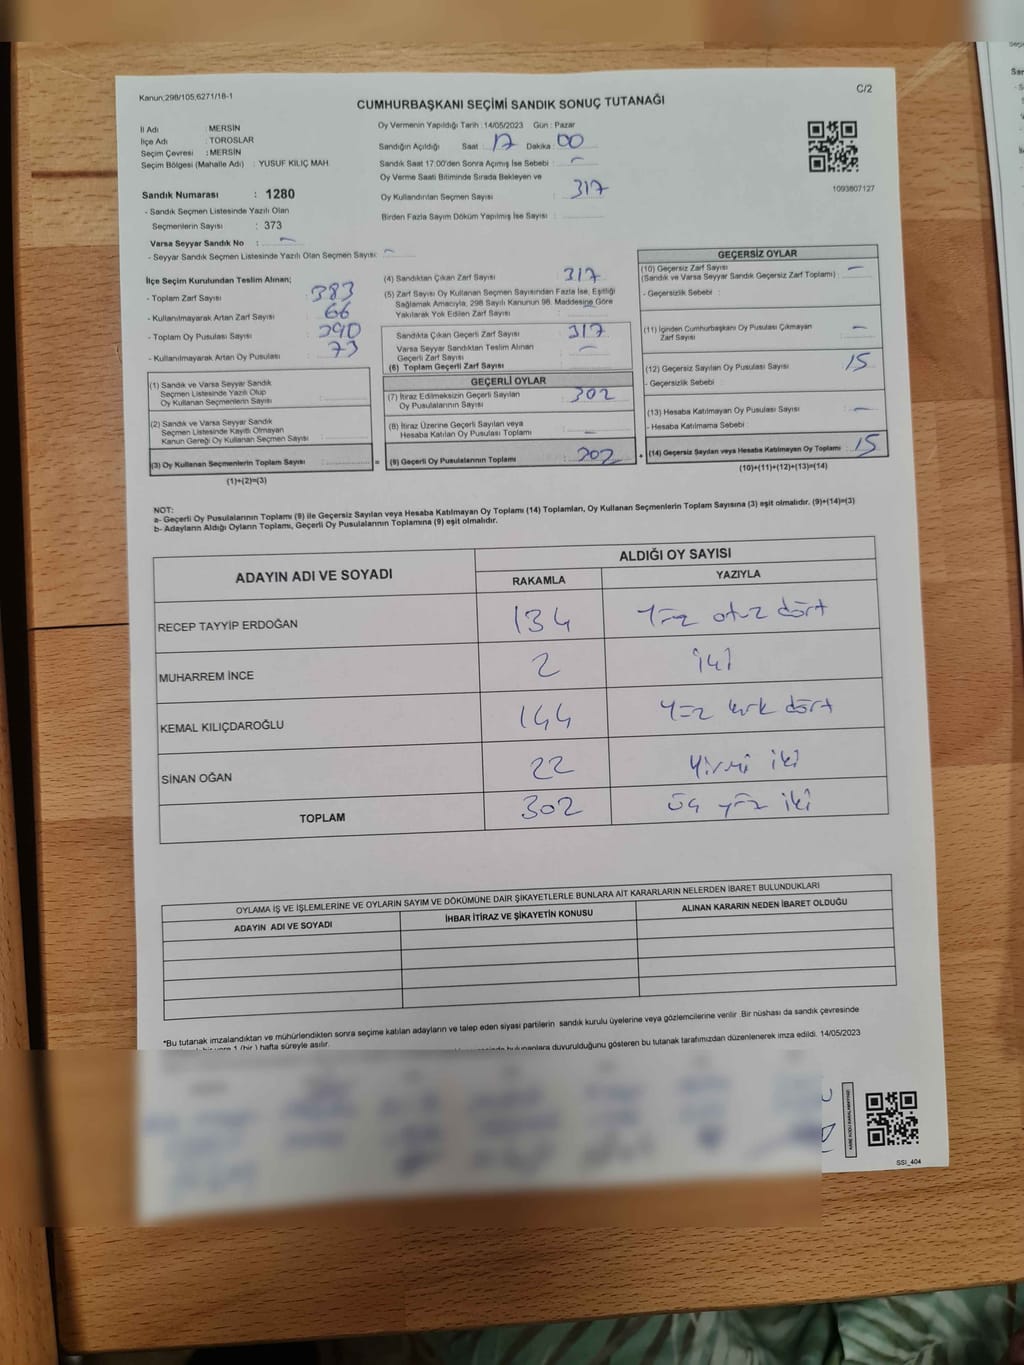 Kanun;298/105,6271/18-1
C/2
CUMHURBAŞKANI SEÇİMİ SANDIK SONUÇ TUTANAĞI
İl Adı : MERSİN
İlçe Adı : TOROSLAR
Seçim Çevresi : MERSİN
Seçim Bölgesi (Mahalle Adı) : YUSUF KILIÇ MAH.
Oy Vermenin Yapıldığı Tarih :14/05/2023 Gün : Pazar
Sandığın Açıldığı Saat : 17 Dakika : 00
Sandık Saat 17:00'den Sonra Açımış İse Sebebi : -
Oy Verme Saati Bitiminde Sırada Bekleyen ve
Oy Kullandırılan Seçmen Sayısı : 317
Birden Fazla Sayım Döküm Yapılmış İse Sayısı :
1093807127
Sandık Numarası : 1280
- Sandık Seçmen Listesinde Yazılı Olan
Seçmenlerin Sayısı : 373
Varsa Seyyar Sandık No : -
- Seyyar Sandık Seçmen Listesinde Yazılı Olan Seçmen Sayısı: -
İlçe Seçim Kurulundan Teslim Alınan;
- Toplam Zarf Sayısı : 383
- Kullanılmayarak Artan Zarf Sayısı : 66
- Toplam Oy Pusulası Sayısı : 390
- Kullanılmayarak Artan Oy Pusulası : 73
(1) Sandık ve Varsa Seyyar Sandık
Seçmen Listesinde Yazılı Olup
Oy Kullanan Seçmenlerin Sayısı :
(2) Sandık ve Varsa Seyyar Sandık
Seçmen Listesinde Kayıtlı Olmayan
Kanun Gereği Oy Kullanan Seçmen Sayısı :
(3) Oy Kullanan Seçmenlerin Toplam Sayısı :
(1)+(2)=(3)
(4) Sandıktan Çıkan Zarf Sayısı : 317
(5) Zarf Sayısı Oy Kullanan Seçmen Sayısından Fazla İse, Eşitliği
Sağlamak Amacıyla, 298 Sayılı Kanunun 98. Maddesine Göre
Yakılarak Yok Edilen Zarf Sayısı : -
Sandıkta Çıkan Geçerli Zarf Sayısı : 317
Varsa Seyyar Sandıktan Teslim Alınan
Geçerli Zarf Sayısı : -
(6) Toplam Geçerli Zarf Sayısı
GEÇERLİ OYLAR
(7) İtiraz Edilmeksizin Geçerli Sayılan
Oy Pusulalarının Sayısı : 302
(8) İtiraz Üzerine Geçerli Sayılan veya
Hesaba Katılan Oy Pusulası Toplamı : -
= (9) Geçerli Oy Pusulalarının Toplamı : 302
GEÇERSİZ OYLAR
(10) Geçersiz Zarf Sayısı : -
(Sandık ve Varsa Seyyar Sandık Geçersiz Zarf Toplamı)
- Geçersizlik Sebebi :
(11) İçinden Cumhurbaşkanı Oy Pusulası Çıkmayan
Zarf Sayısı : -
(12) Geçersiz Sayılan Oy Pusulası Sayısı : 15
- Geçersizlik Sebebi
(13) Hesaba Katılmayan Oy Pusulası Sayısı : -
- Hesaba Katılmama Sebebi :
+ (14) Geçersiz Sayılan veya Hesaba Katılmayan Oy Toplamı : 15
(10)+(11)+(12)+(13)=(14)
NOT:
a- Geçerli Oy Pusulalarının Toplamı (9) ile Geçersiz Sayılan veya Hesaba Katılmayan Oy Toplamı (14) Toplamları, Oy Kullanan Seçmenlerin Toplam Sayısına (3) eşit olmalıdır. (9)+(14)=(3)
b- Adayların Aldığı Oyların Toplamı, Geçerli Oy Pusulalarının Toplamına (9) eşit olmalıdır.
ADAYIN ADI VE SOYADI ALDIĞI OY SAYISI
RAKAMLA YAZIYLA
RECEP TAYYİP ERDOĞAN 134 Yüz otuz dört
MUHARREM İNCE 2 iki
KEMAL KILIÇDAROĞLU 144 Yüz kırk dört
SİNAN OĞAN 22 Yirmi iki
TOPLAM 302 üç yüz iki
OYLAMA İŞ VE İŞLEMLERİNE VE OYLARIN SAYIM VE DÖKÜMÜNE DAİR ŞİKAYETLERLE BUNLARA AİT KARARLARIN NELERDEN İBARET BULUNDUKLARI
ADAYIN ADI VE SOYADI İHBAR İTİRAZ VE ŞİKAYETİN KONUSU ALINAN KARARIN NEDEN İBARET OLDUĞU
*Bu tutanak imzalandıktan ve mühürlendikten sonra seçime katılan adayların ve talep eden siyasi partilerin sandık kurulu üyelerine veya gözlemcilerine verilir. Bir nüshası da sandık çevresinde
1 (bir) hafta süreyle asılır.
bulunanlara duyurulduğunu gösteren bu tutanak tarafımızdan düzenlenerek imza edildi. 14/05/2023
SSI_404